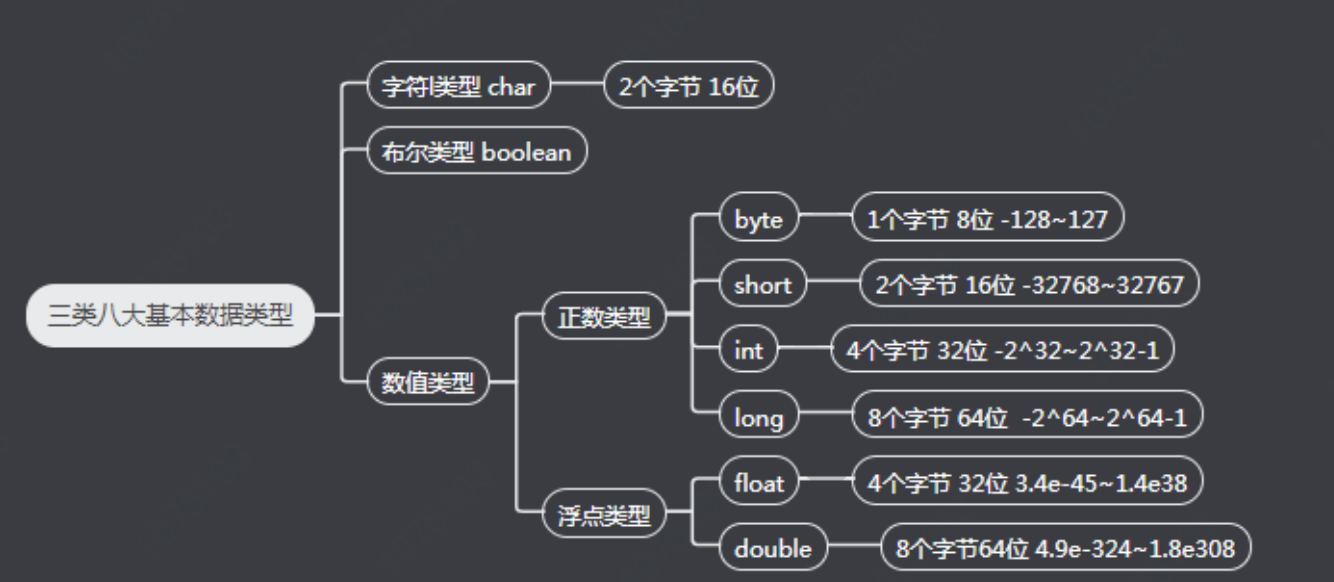 字符l类型 char
2个字节 16位
布尔类型 boolean
byte
1个字节 8位 -128~127
short
2个字节 16位 -32768~32767
三类八大基本数据类型
正数类型
int
4个字节 32位 -2^32~2^32-1
数值类型
long
8个字节 64位 -2^64~2^64-1
float
4个字节 32位 3.4e-45~1.4e38
浮点类型
double
8个字节64位 4.9e-324~1.8e308